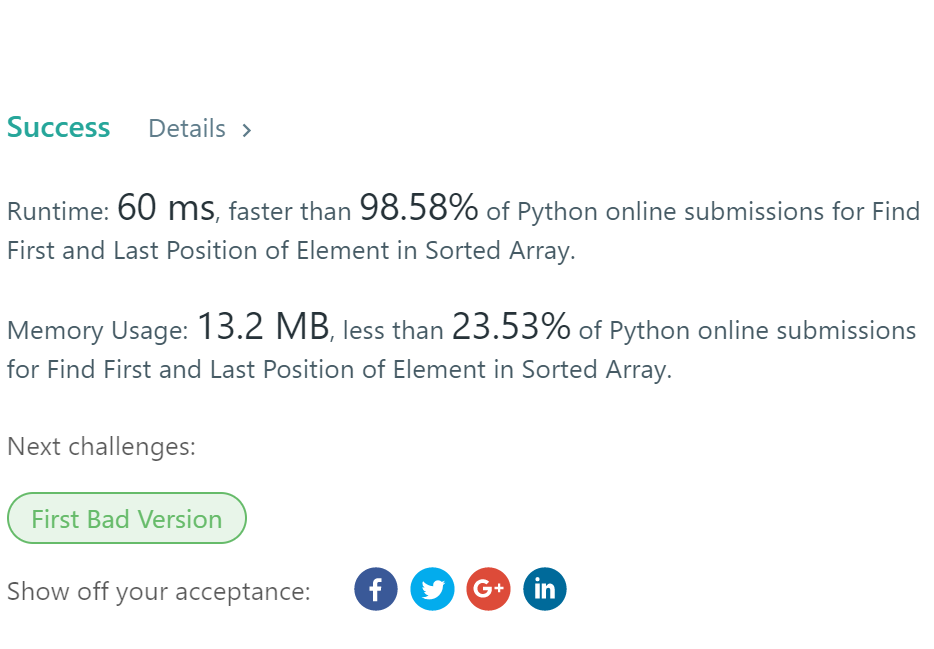 Success Details >
Runtime: 60 ms, faster than 98.58% of Python online submissions for Find
First and Last Position of Element in Sorted Array.
Memory Usage: 13.2 MB, less than 23.53% of Python online submissions
for Find First and Last Position of Element in Sorted Array.
Next challenges:
First Bad Version
Show off your acceptance: f G+ in